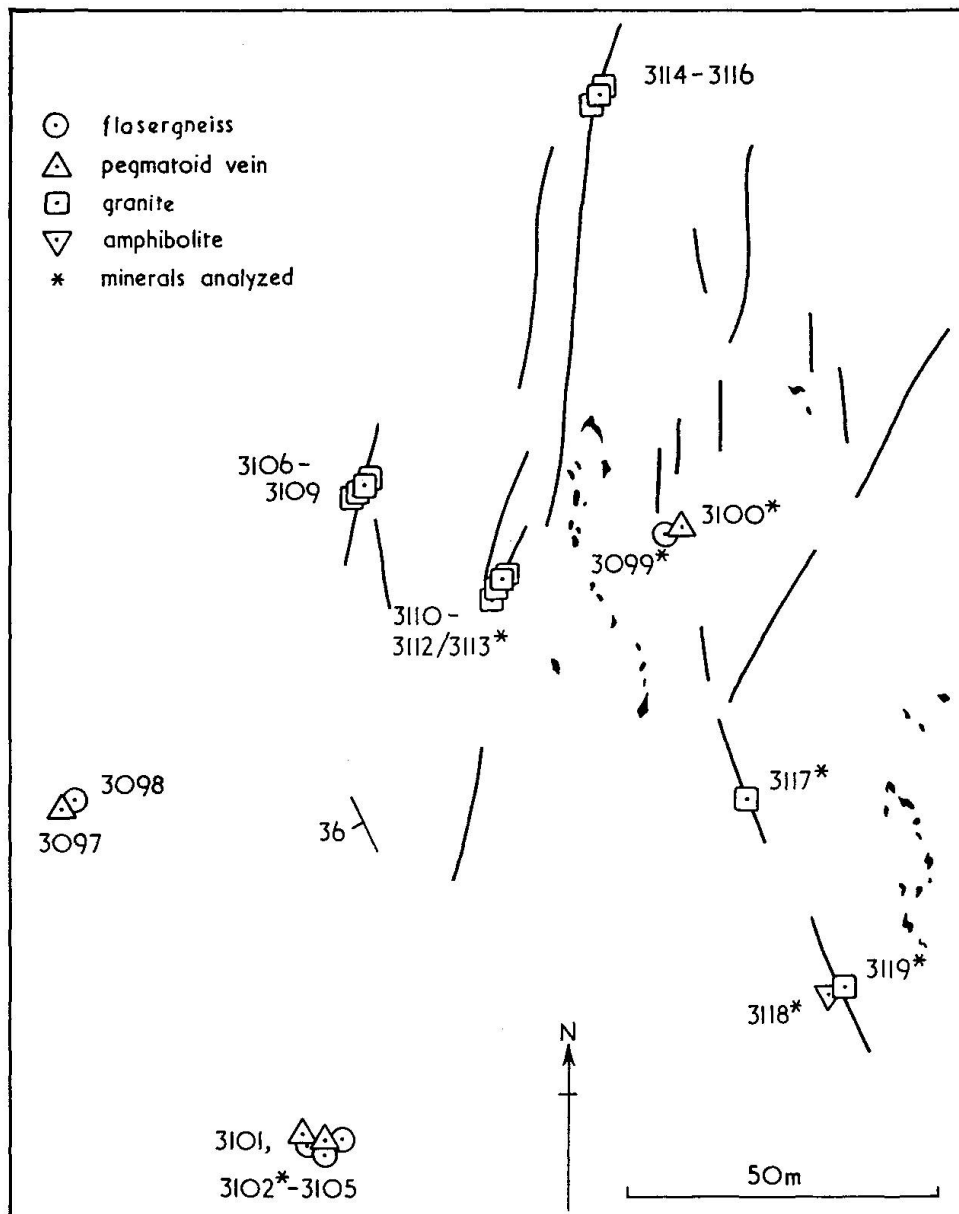 3114-3116
flasergneiss
pegmatoid vein
granite
amphibolite
* minerals analyzed
3106-
3109
3100*
3099*
3110-
3112/3113*
3098
3097
36
3117*
3119*
3118*
N
3101,
3102*-3105
50m